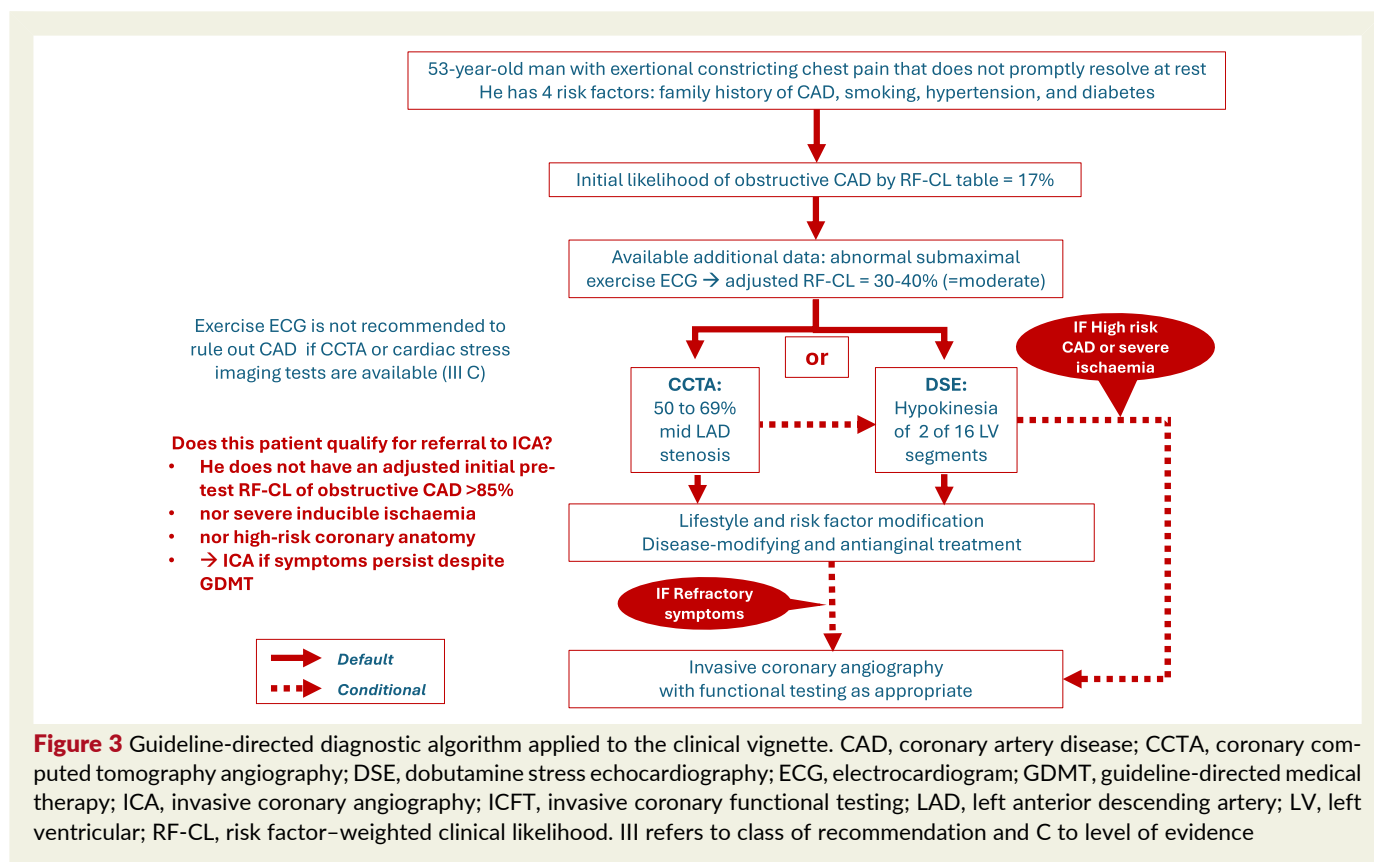 53-year-old man with exertional constricting chest pain that does not promptly resolve at rest
He has 4 risk factors: family history of CAD, smoking, hypertension, and diabetes
Initial likelihood of obstructive CAD by RF-CL table = 17%
Available additional data: abnormal submaximal
exercise ECG → adjusted RF-CL = 30-40% (=moderate)
Exercise ECG is not recommended to
rule out CAD if CCTA or cardiac stress
imaging tests are available (III C)
or
IF High risk
CAD or severe
ischaemia
CCTA:
50 to 69%
mid LAD
stenosis
DSE:
Hypokinesia
of 2 of 16 LV
segments
Does this patient qualify for referral to ICA?
• He does not have an adjusted initial pre-
test RF-CL of obstructive CAD >85%
• nor severe inducible ischaemia
• nor high-risk coronary anatomy
• → ICA if symptoms persist despite
GDMT
Lifestyle and risk factor modification
Disease-modifying and antianginal treatment
IF Refractory
symptoms
Invasive coronary angiography
with functional testing as appropriate
Default
Conditional
Figure 3 Guideline-directed diagnostic algorithm applied to the clinical vignette. CAD, coronary artery disease; CCTA, coronary com-
puted tomography angiography; DSE, dobutamine stress echocardiography; ECG, electrocardiogram; GDMT, guideline-directed medical
therapy; ICA, invasive coronary angiography; ICFT, invasive coronary functional testing; LAD, left anterior descending artery; LV, left
ventricular; RF-CL, risk factor–weighted clinical likelihood. III refers to class of recommendation and C to level of evidence